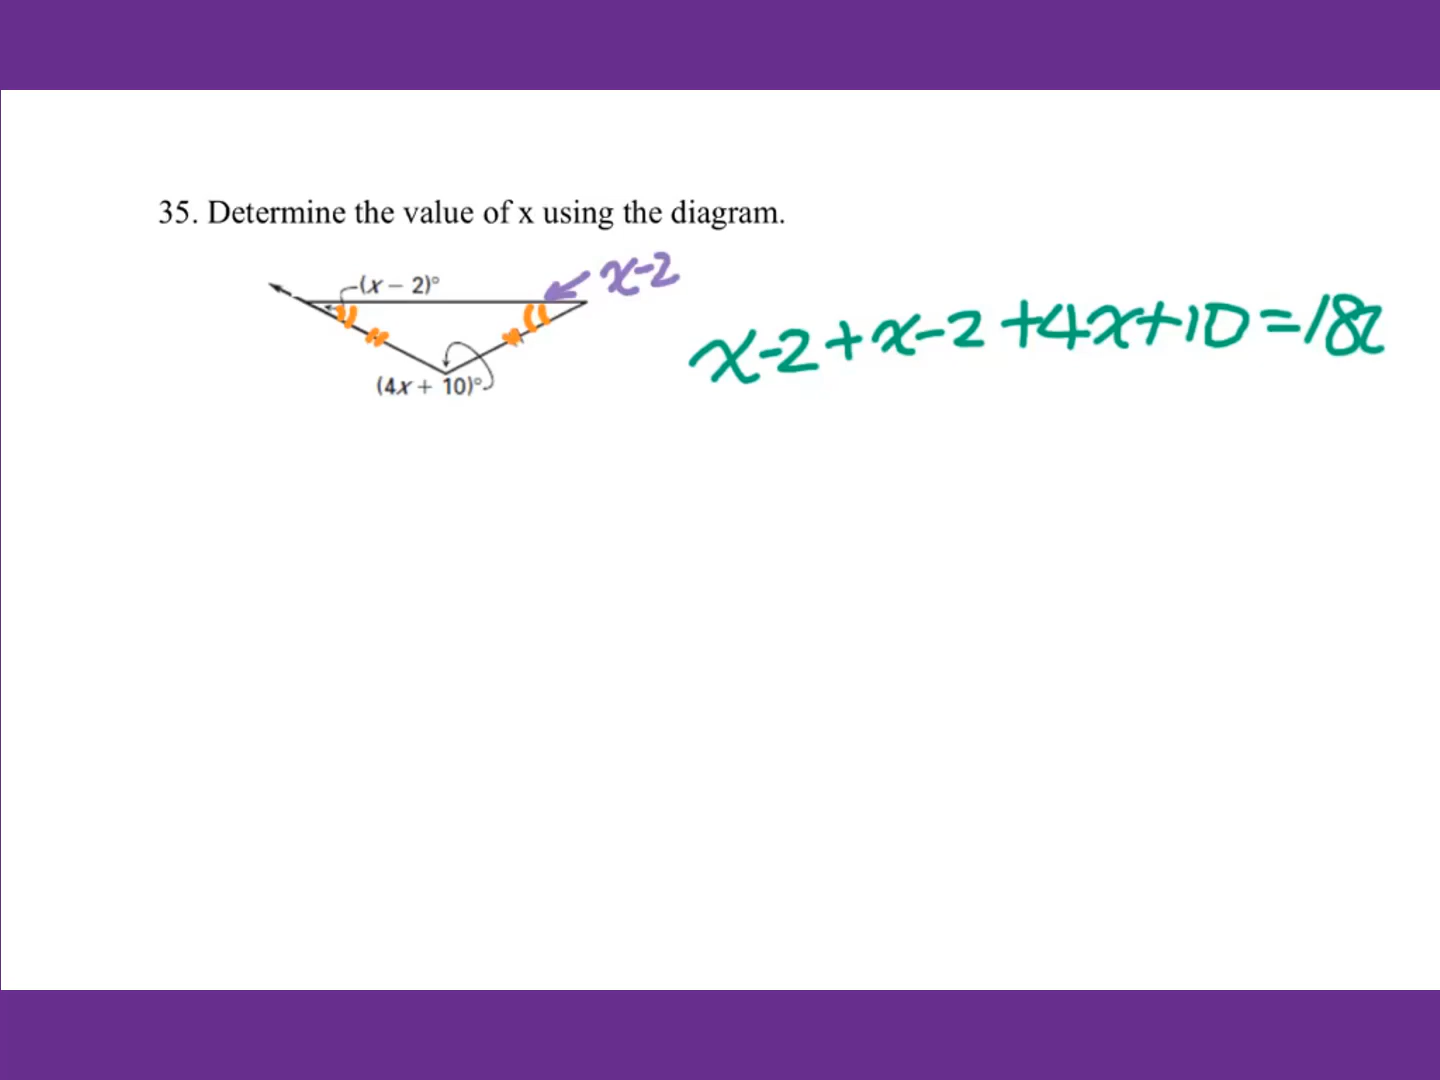 35. Determine the value of x using the diagram.
(x – 2)°
x-2
x-2+x-2+4x+10=18
(4x + 10)°